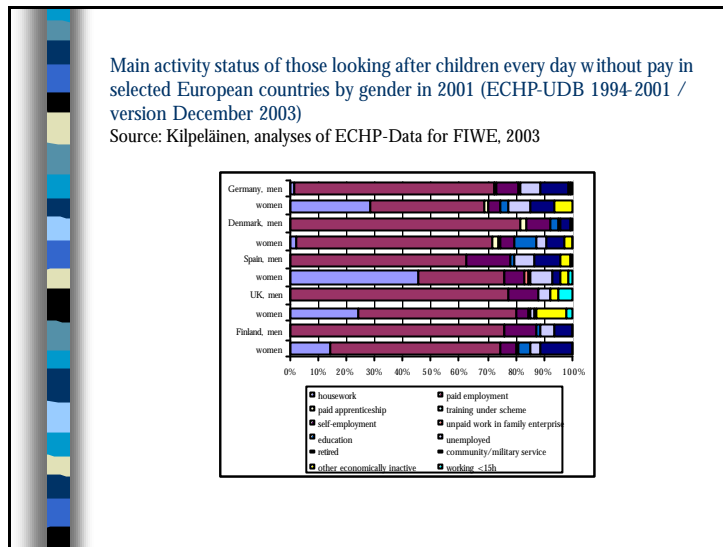 Main activity status of those looking after children every day without pay in
selected European countries by gender in 2001 (ECHP-UDB 1994-2001 /
version December 2003)
Source: Kilpeläinen, analyses of ECHP-Data for FIWE, 2003
Germany, men
women
Denmark, men
women
Spain, men
women
UK, men
women
Finland, men
women
0% 10% 20% 30% 40% 50% 60% 70% 80% 90% 100%
housework paid employment
paid apprenticeship training under scheme
self-employment unpaid work in family enterprise
education unemployed
retired community/military service
other economically inactive working <15h